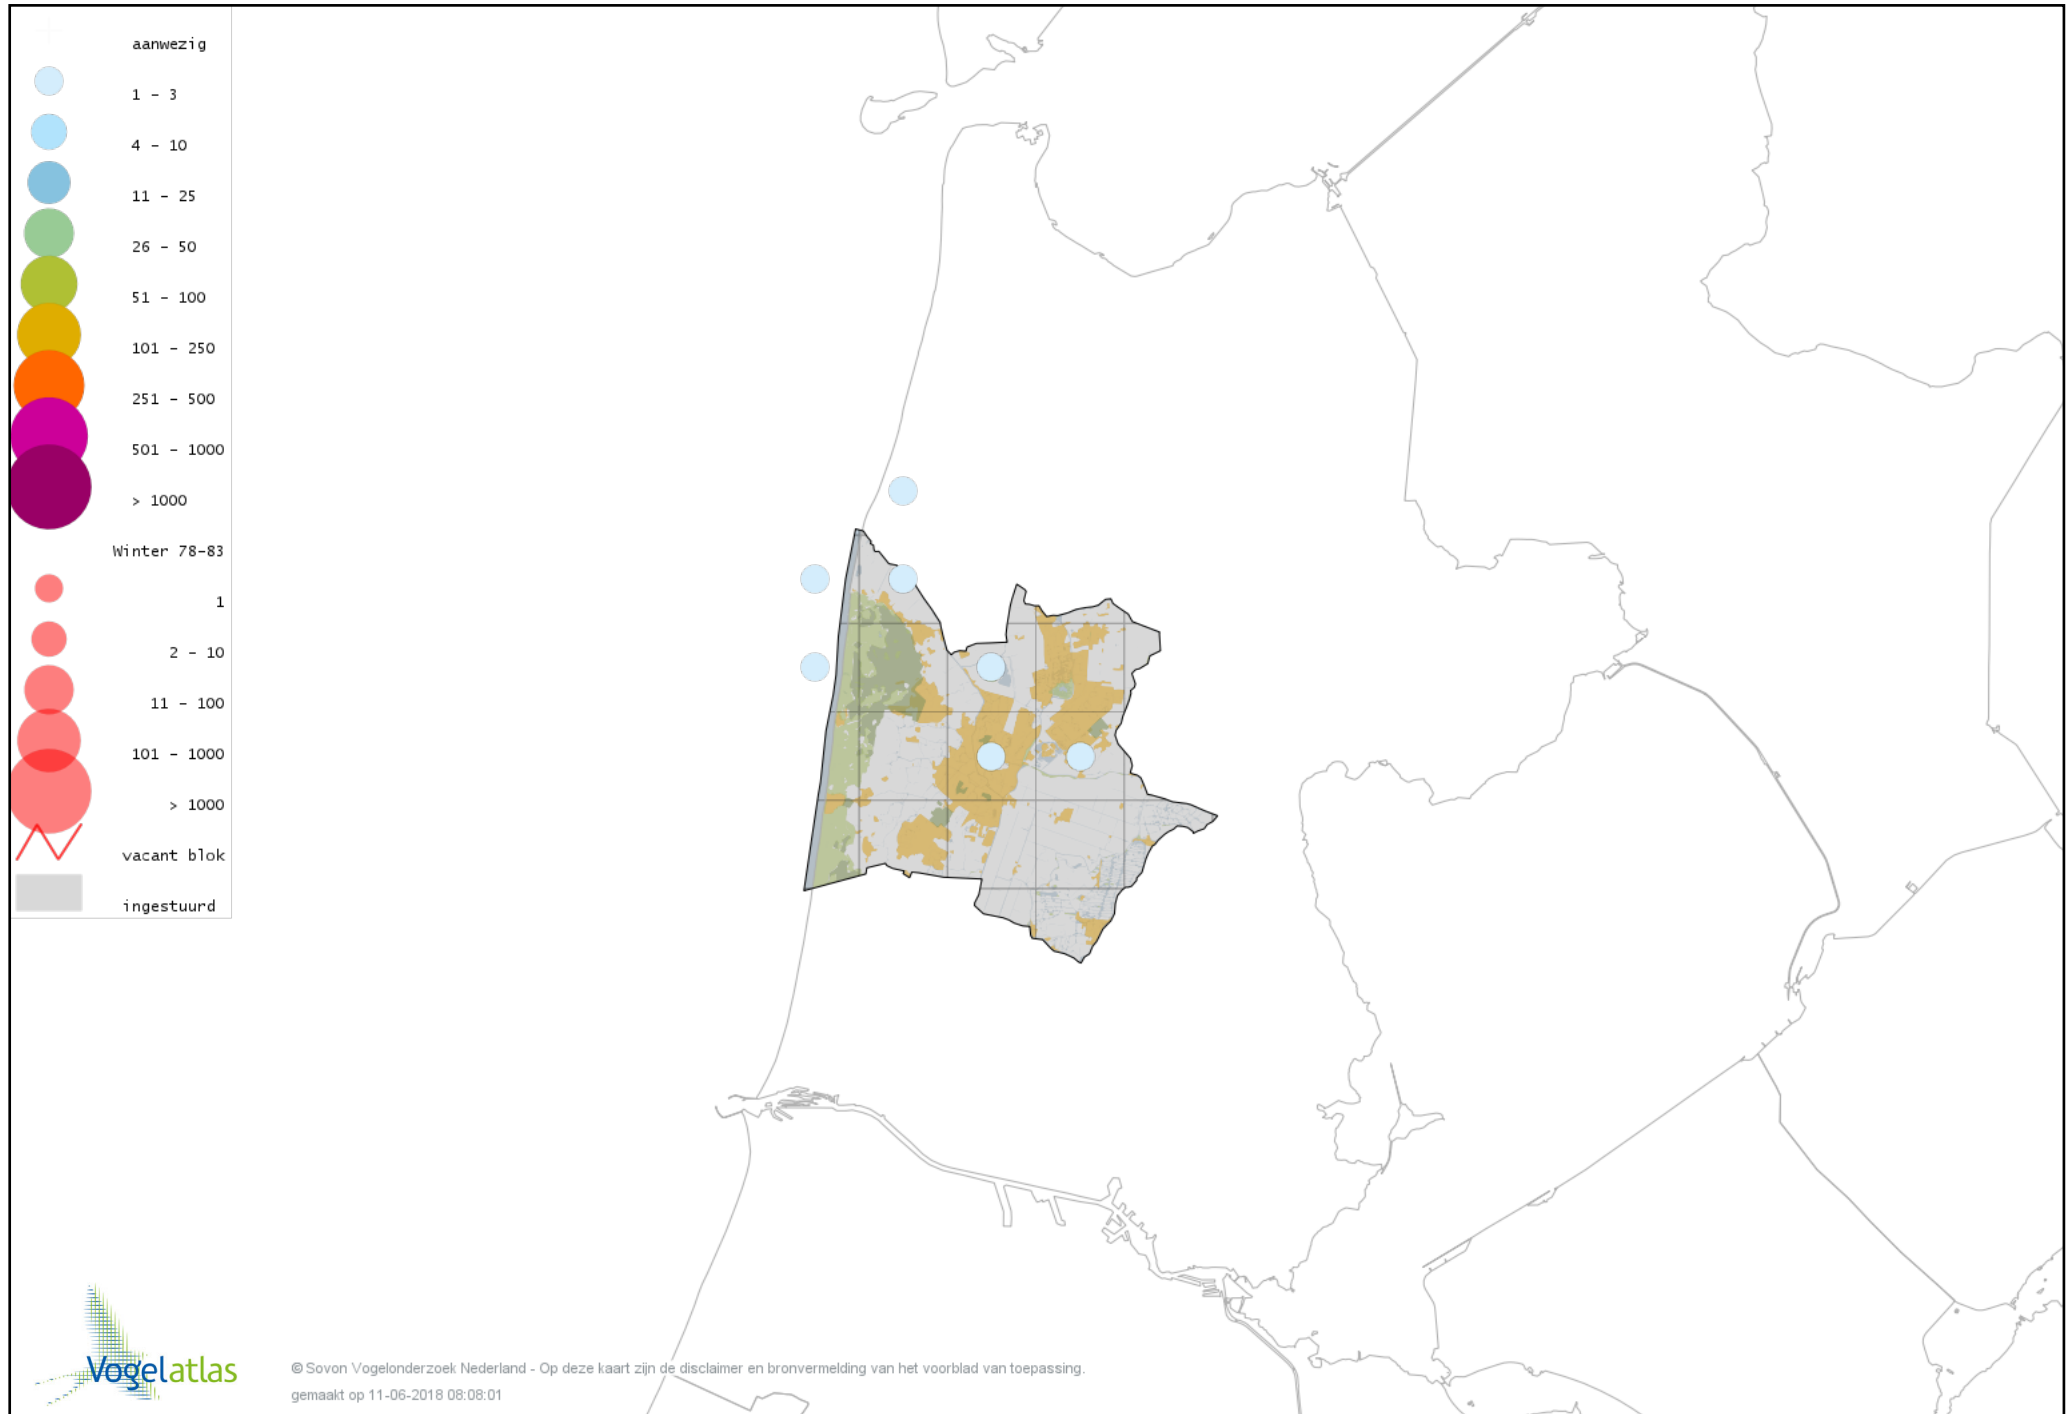 aanwezig
1 - 3
4 - 10
11 - 25
26 - 50
51 - 100
101 - 250
251 - 500
501 - 1000
> 1000
Winter 78-83
1
2 - 10
11 - 100
101 - 1000
> 1000
vacant blok
ingestuurd
Vogelatlas
© Sovon Vogelonderzoek Nederland - Op deze kaart zijn de disclaimer en bronvermelding van het voorblad van toepassing.
gemaakt op 11-06-2018 08:08:01